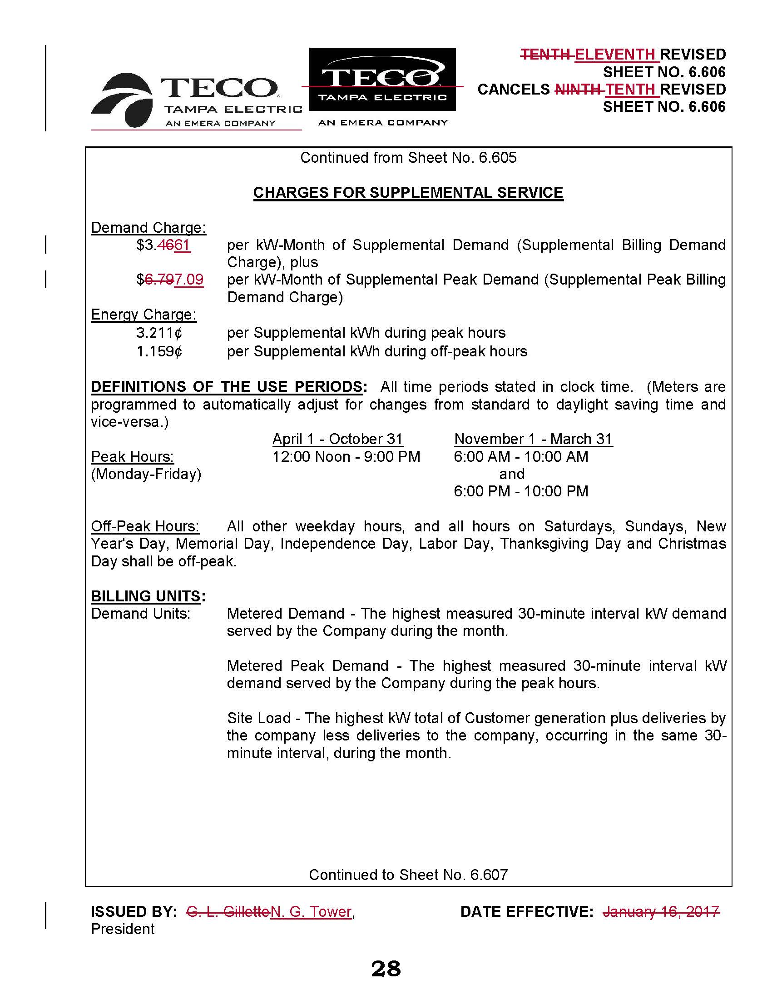 TENTH ELEVENTH REVISED
SHEET NO. 6.606
CANCELS NINTH TENTH REVISED
SHEET NO. 6.606
TECO®
TAMPA ELECTRIC
AN EMERA COMPANY
TECO®
TAMPA ELECTRIC
AN EMERA COMPANY
Continued from Sheet No. 6.605
CHARGES FOR SUPPLEMENTAL SERVICE
Demand Charge:
$3.4661 per kW-Month of Supplemental Demand (Supplemental Billing Demand
Charge), plus
$6.797.09 per kW-Month of Supplemental Peak Demand (Supplemental Peak Billing
Demand Charge)
Energy Charge:
3.211¢ per Supplemental kWh during peak hours
1.159¢ per Supplemental kWh during off-peak hours
DEFINITIONS OF THE USE PERIODS: All time periods stated in clock time. (Meters are
programmed to automatically adjust for changes from standard to daylight saving time and
vice-versa.)
April 1 - October 31 November 1 - March 31
Peak Hours: 12:00 Noon - 9:00 PM 6:00 AM - 10:00 AM
(Monday-Friday) and
6:00 PM - 10:00 PM
Off-Peak Hours: All other weekday hours, and all hours on Saturdays, Sundays, New
Year's Day, Memorial Day, Independence Day, Labor Day, Thanksgiving Day and Christmas
Day shall be off-peak.
BILLING UNITS:
Demand Units: Metered Demand - The highest measured 30-minute interval kW demand
served by the Company during the month.
Metered Peak Demand - The highest measured 30-minute interval kW
demand served by the Company during the peak hours.
Site Load - The highest kW total of Customer generation plus deliveries by
the company less deliveries to the company, occurring in the same 30-
minute interval, during the month.
Continued to Sheet No. 6.607
ISSUED BY: G. L. GilletteN. G. Tower, DATE EFFECTIVE: January 16, 2017
President
28